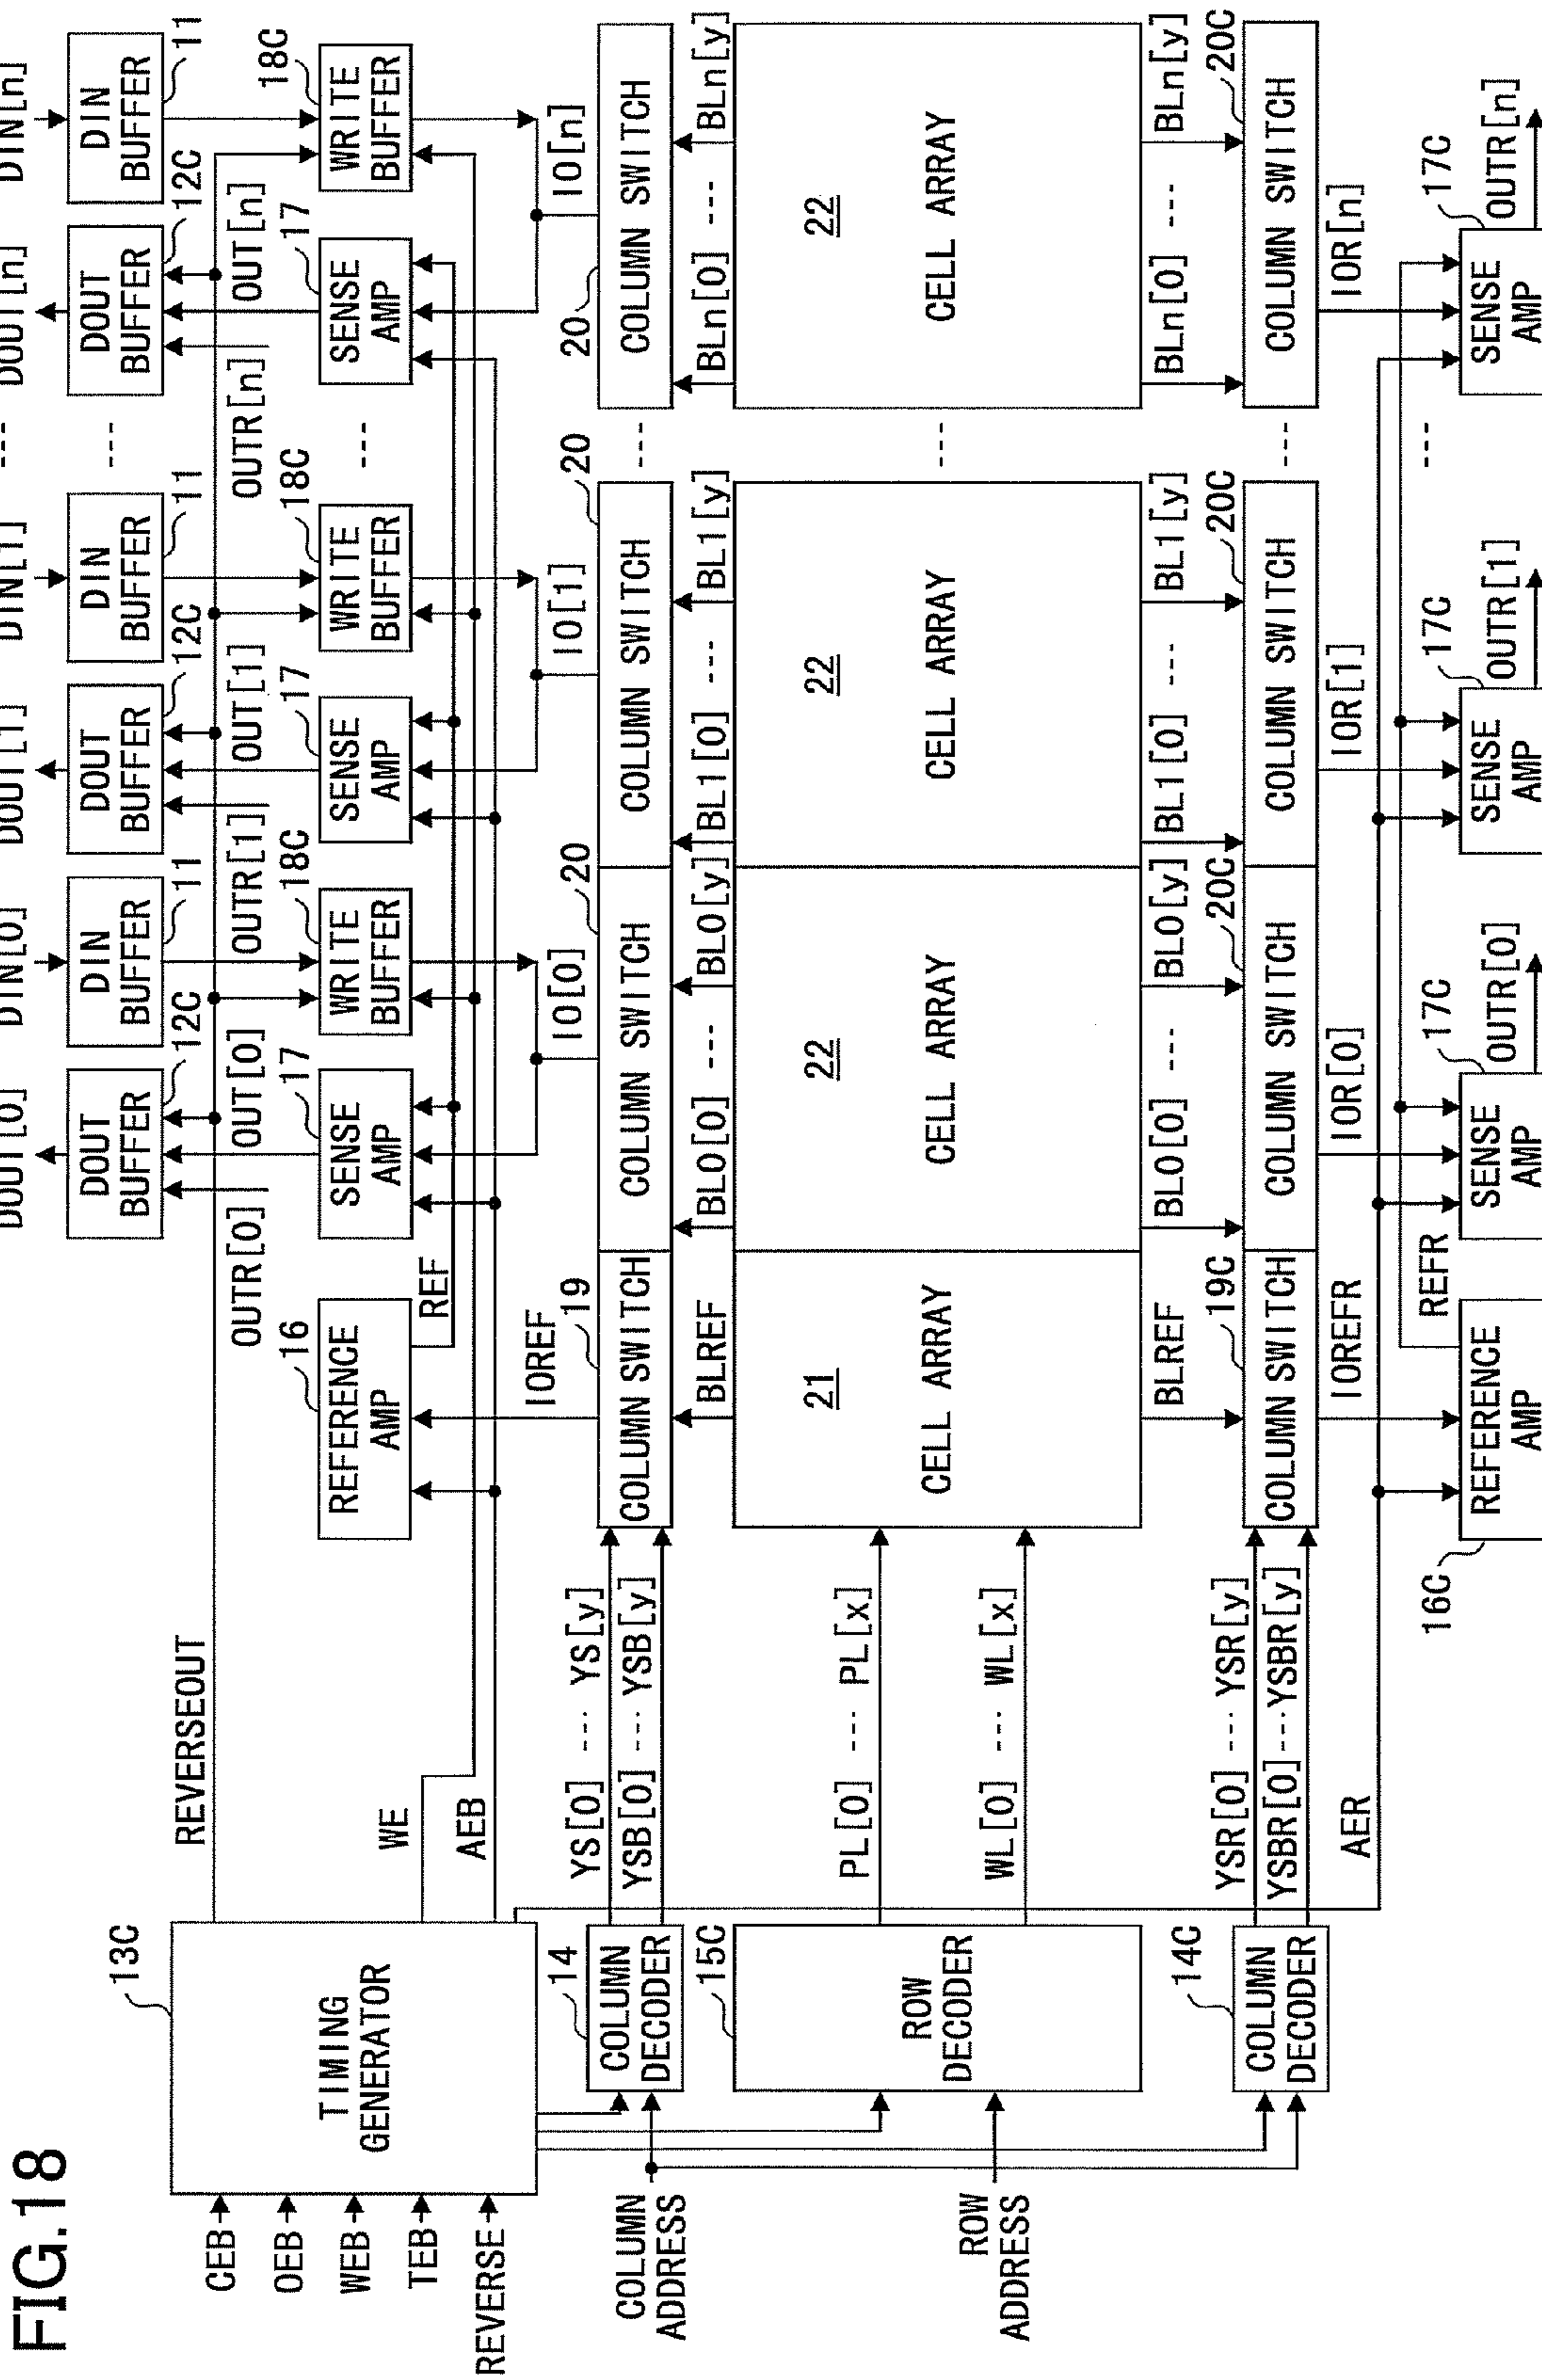 FIG.18
CEB
OEB
WEB
TEB
REVERSE
COLUMN
ADDRESS
ROW
ADDRESS
13C
TIMING
GENERATOR
14
COLUMN
DECODER
15C
ROW
DECODER
14C
COLUMN
DECODER
REVERSEOUT
WE
AEB
YS[0] --- YS[y]
YSB[0] --- YSB[y]
PL[0] --- PL[x]
WL[0] --- WL[x]
YSR[0] --- YSR[y]
YSBR[0] --- YSBR[y]
AER
16
REFERENCE
AMP
REF
IOREF
19
COLUMN SWITCH
BLREF
21
CELL ARRAY
BLREF
19C
COLUMN SWITCH
IOREFR
16C
REFERENCE
AMP
REFR
DOUT[0]
DOUT
BUFFER
12C
OUTR[0]
OUT[0]
17
SENSE
AMP
DIN[0]
DIN
BUFFER
11
18C
WRITE
BUFFER
IO[0]
20
COLUMN SWITCH
BL0[0] --- BL0[y]
22
CELL ARRAY
BL0[0] --- BL0[y]
20C
COLUMN SWITCH
IOR[0]
17C
SENSE
AMP
OUTR[0]
DOUT[1]
DOUT
BUFFER
12C
OUTR[1]
OUT[1]
17
SENSE
AMP
DIN[1]
DIN
BUFFER
11
18C
WRITE
BUFFER
IO[1]
20
COLUMN SWITCH
BL1[0] --- BL1[y]
22
CELL ARRAY
BL1[0] --- BL1[y]
20C
COLUMN SWITCH
IOR[1]
17C
SENSE
AMP
OUTR[1]
---
---
---
---
---
---
---
DOUT[n]
DOUT
BUFFER
12C
OUTR[n]
OUT[n]
17
SENSE
AMP
DIN[n]
DIN
BUFFER
11
18C
WRITE
BUFFER
IO[n]
20
COLUMN SWITCH
BLn[0] --- BLn[y]
22
CELL ARRAY
BLn[0] --- BLn[y]
20C
COLUMN SWITCH
IOR[n]
17C
SENSE
AMP
OUTR[n]